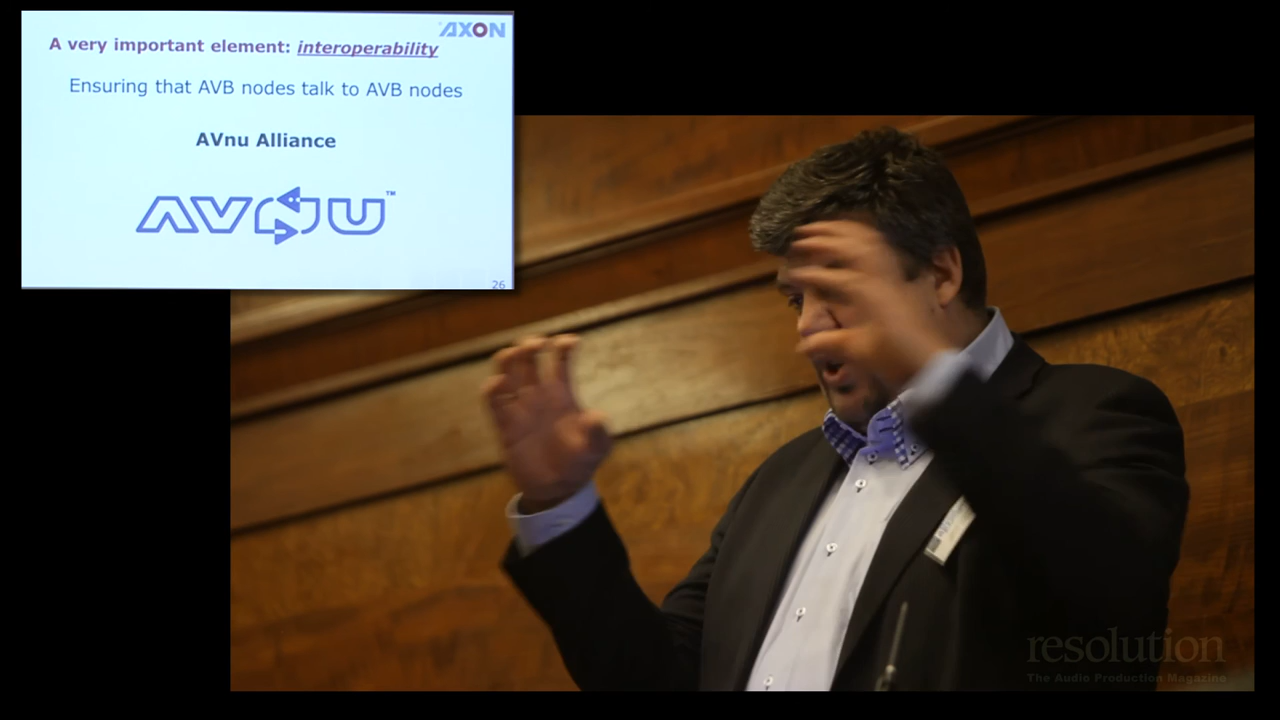 AXON
A very important element: interoperability
Ensuring that AVB nodes talk to AVB nodes
AVnu Alliance
AVNU™
26
resolution
The Audio Production Magazine